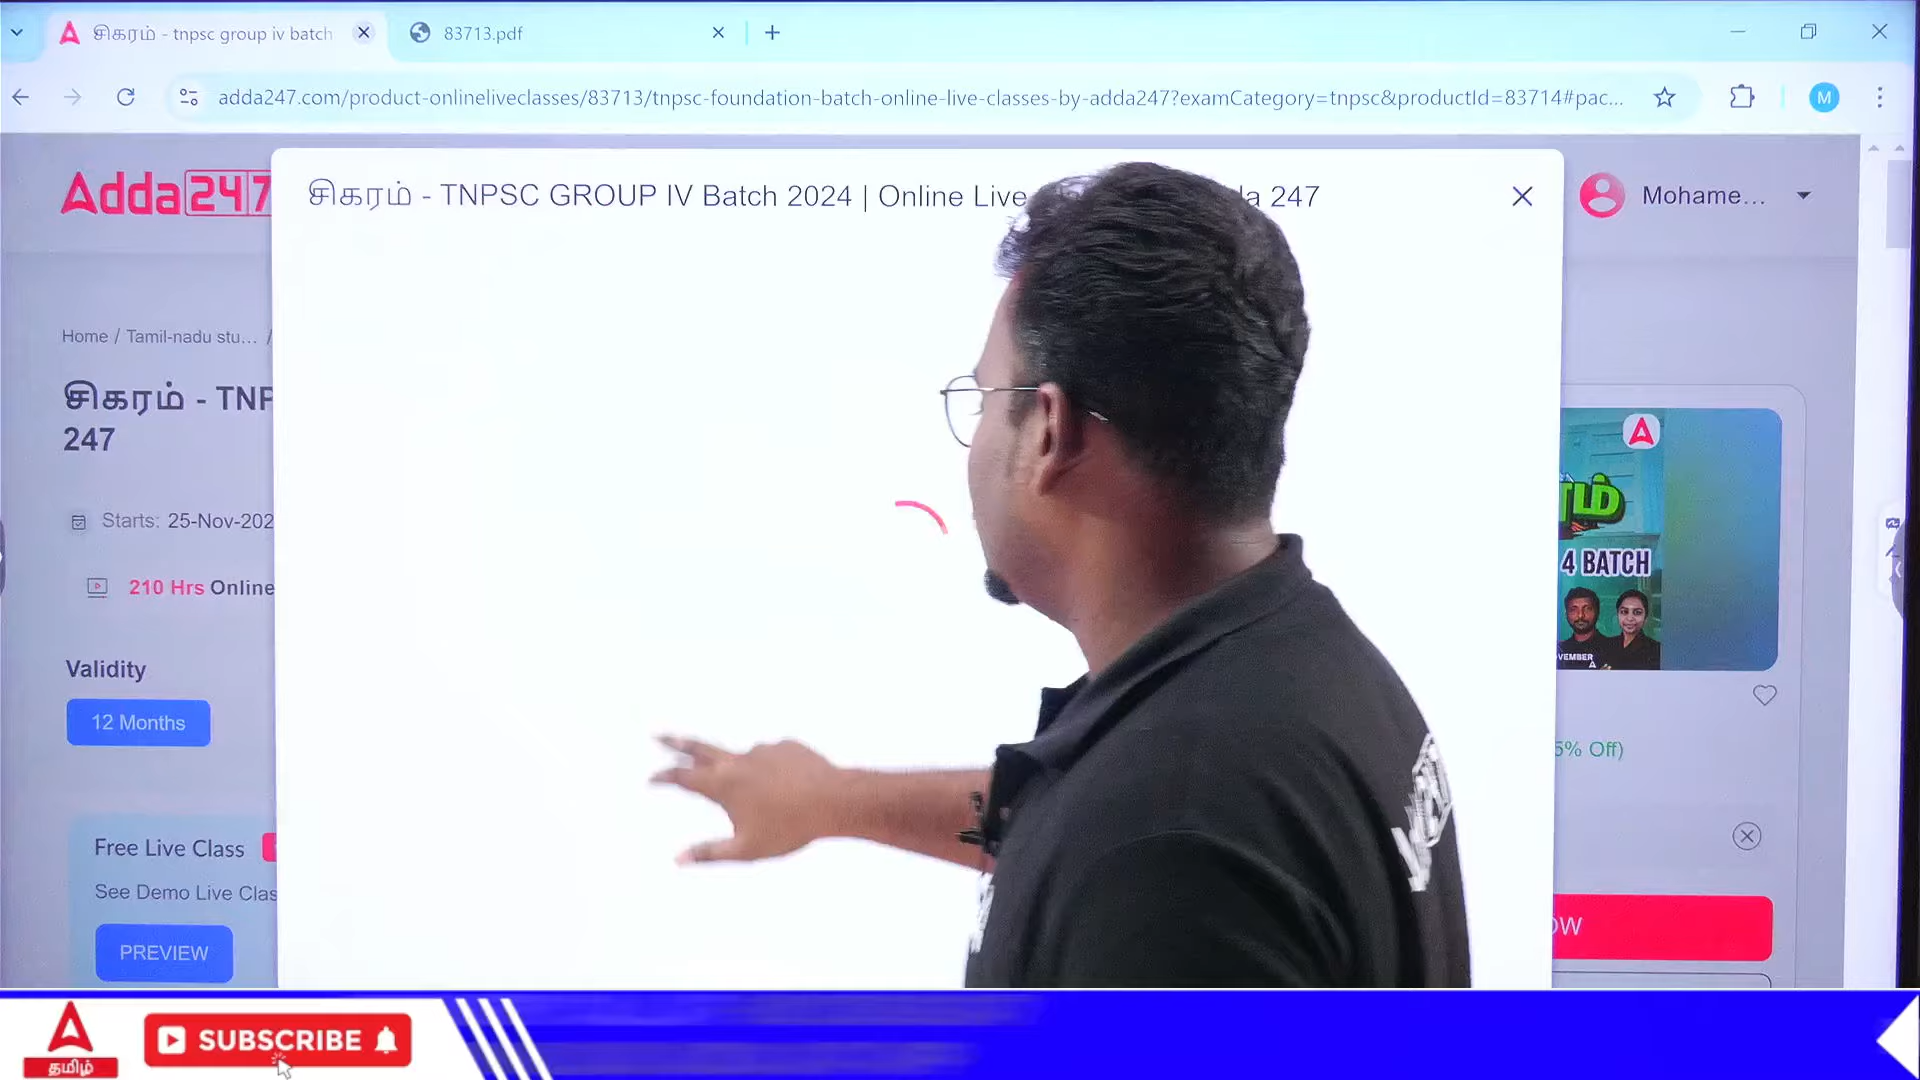 சிகரம் - tnpsc group iv batch
83713.pdf
adda247.com/product-onlineliveclasses/83713/tnpsc-foundation-batch-online-live-classes-by-adda247?examCategory=tnpsc&productId=83714#pac...
M
Adda247
சிகரம் - TNPSC GROUP IV Batch 2024 | Online Live
a 247
Mohame...
Home / Tamil-nadu stu... /
சிகரம் - TNP
247
Starts: 25-Nov-202
210 Hrs Online
4 BATCH
VEMBER
Validity
12 Months
5% Off)
Free Live Class
See Demo Live Clas
PREVIEW
OW
தமிழ்
SUBSCRIBE